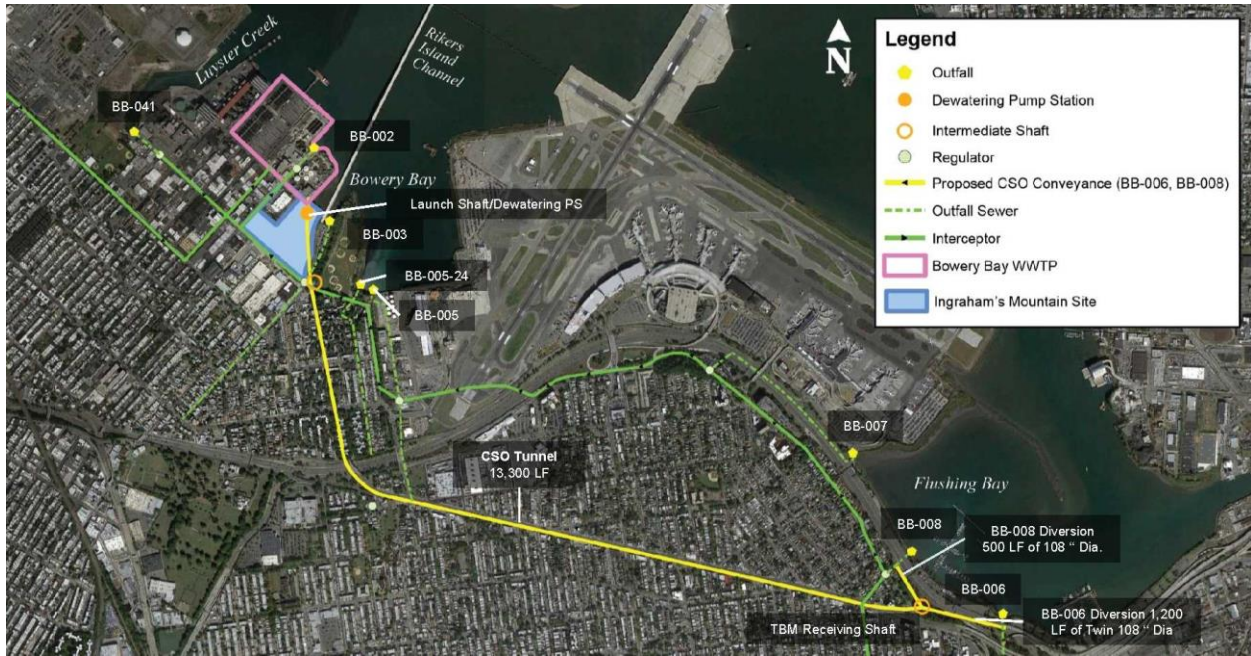 Luyster Creek
Rikers
Island
Channel
N
Legend
Outfall
Dewatering Pump Station
Intermediate Shaft
Regulator
Proposed CSO Conveyance (BB-006, BB-008)
Outfall Sewer
Interceptor
Bowery Bay WWTP
Ingraham's Mountain Site
BB-041
BB-002
Bowery Bay
Launch Shaft/Dewatering PS
BB-003
BB-005-24
BB-005
BB-007
CSO Tunnel
13,300 LF
Flushing Bay
BB-008
BB-008 Diversion
500 LF of 108 " Dia.
BB-006
BB-006 Diversion 1,200
LF of Twin 108 " Dia
TBM Receiving Shaft